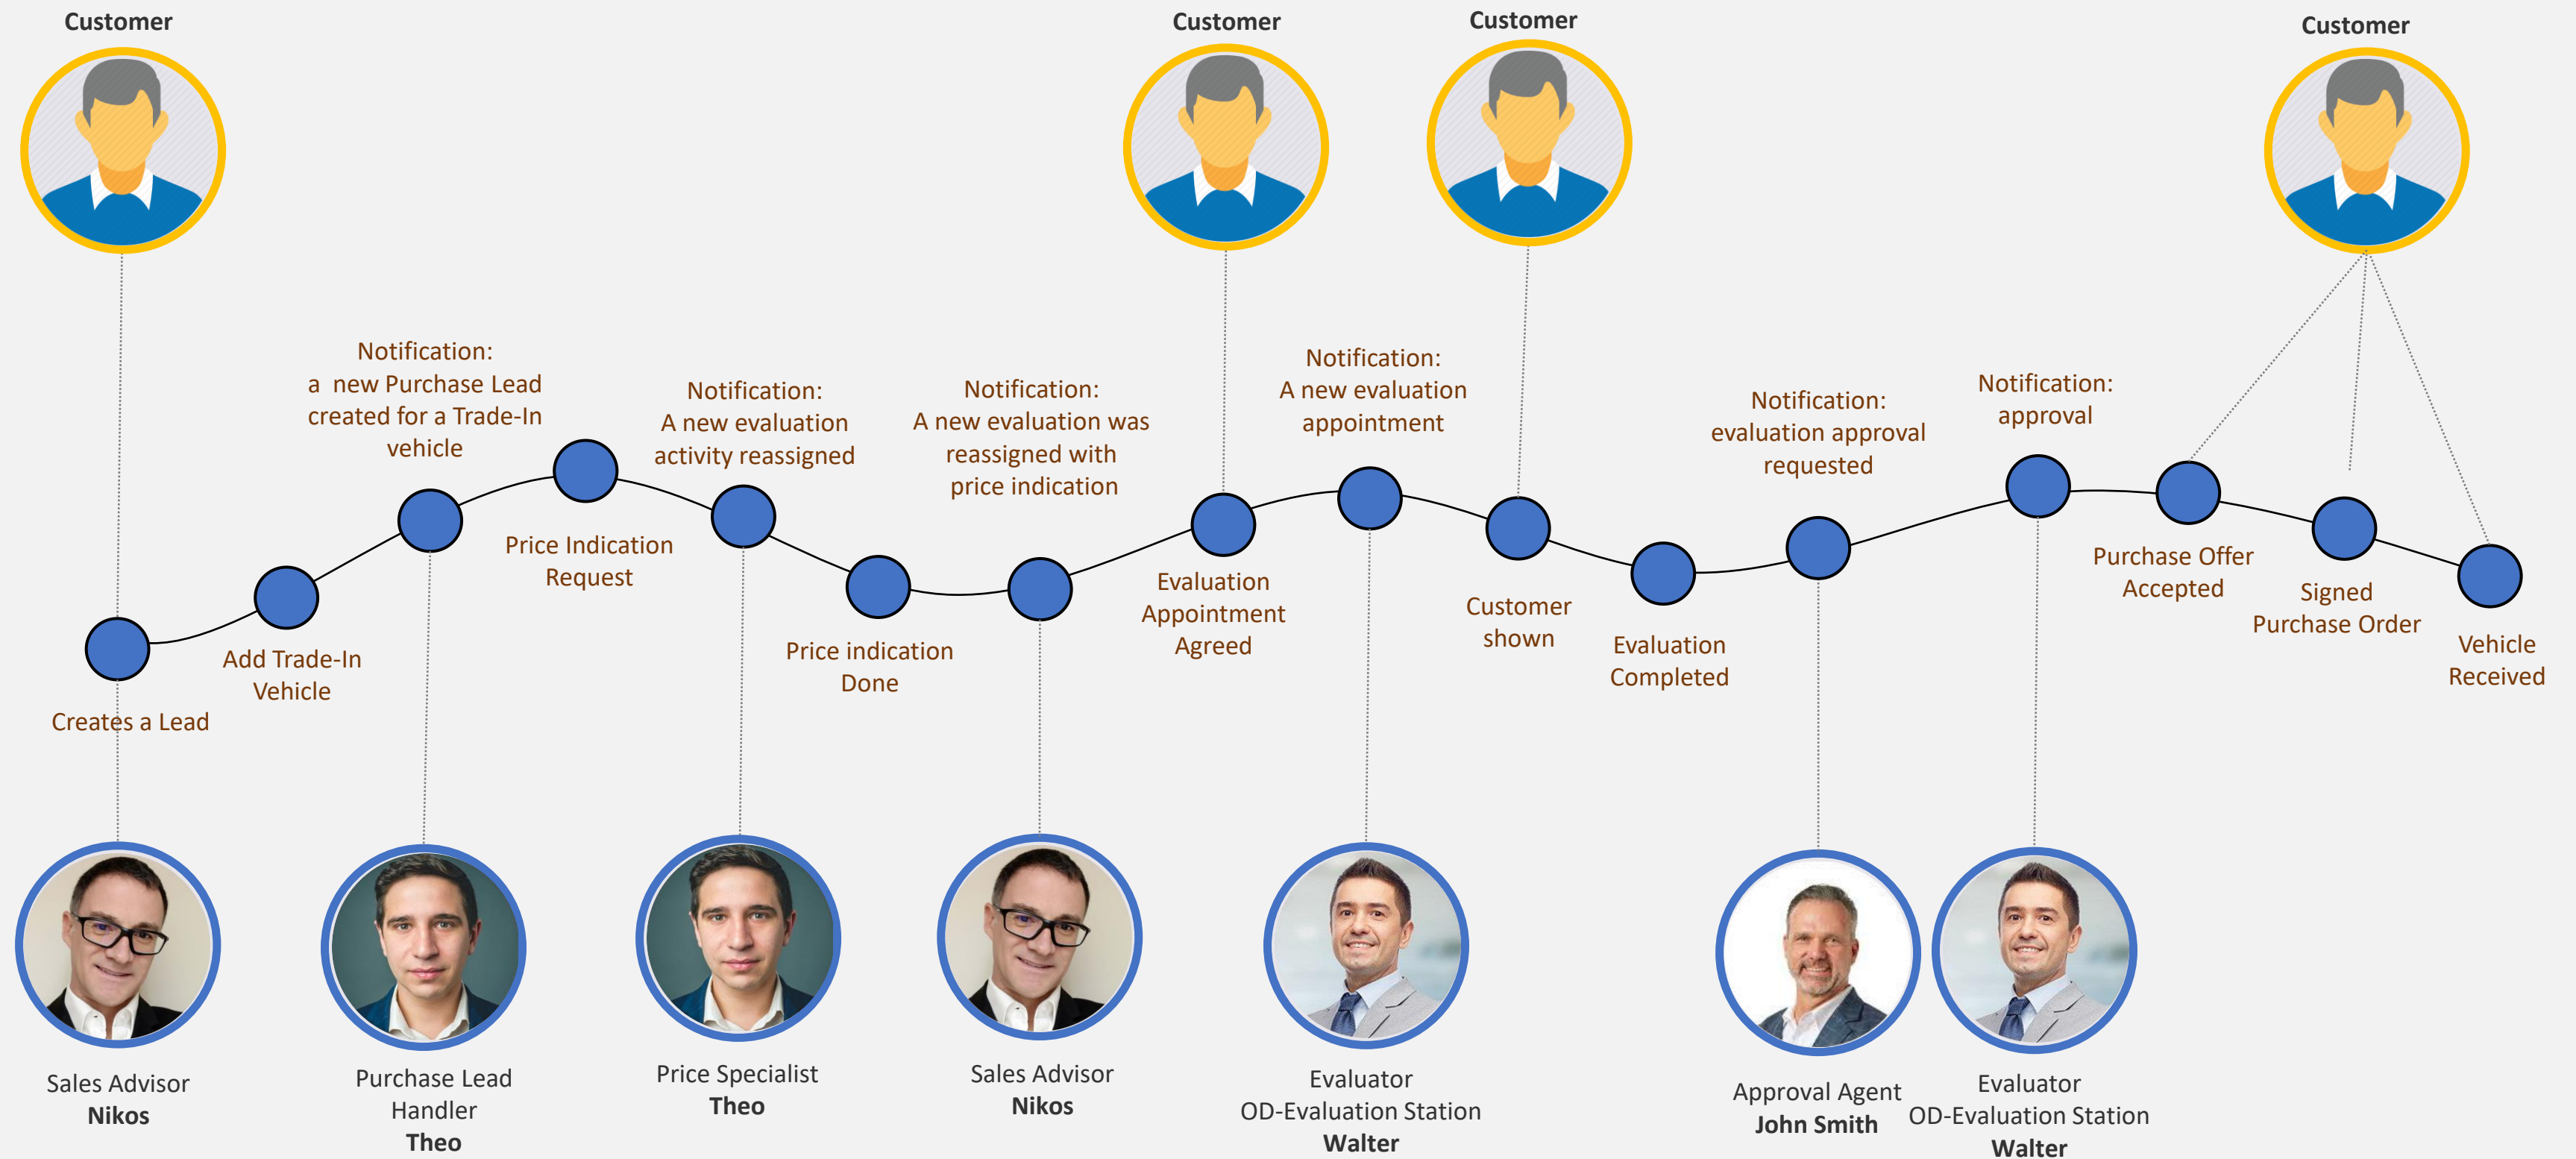 Customer
Customer
Customer
Customer
Notification:
a  new Purchase Lead
created for a Trade-In
vehicle
Notification:
A new evaluation
activity reassigned
Notification:
A new evaluation was
reassigned with
price indication
Notification:
A new evaluation
appointment
Notification:
evaluation approval
requested
Notification:
approval
Creates a Lead
Add Trade-In
Vehicle
Price Indication
Request
Price indication
Done
Evaluation
Appointment
Agreed
Customer
shown
Evaluation
Completed
Purchase Offer
Accepted
Signed
Purchase Order
Vehicle
Received
Sales Advisor
Nikos
Purchase Lead
Handler
Theo
Price Specialist
Theo
Sales Advisor
Nikos
Evaluator
OD-Evaluation Station
Walter
Approval Agent
John Smith
Evaluator
OD-Evaluation Station
Walter